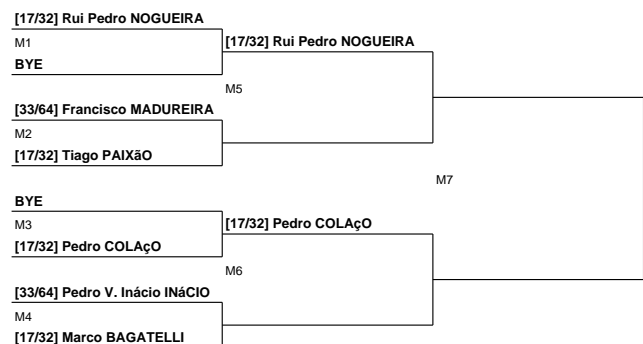 [17/32] Rui Pedro NOGUEIRA
M1
[17/32] Rui Pedro NOGUEIRA
BYE
M5
[33/64] Francisco MADUREIRA
M2
[17/32] Tiago PAIXãO
M7
BYE
M3
[17/32] Pedro COLAçO
[17/32] Pedro COLAçO
M6
[33/64] Pedro V. Inácio INáCIO
M4
[17/32] Marco BAGATELLI